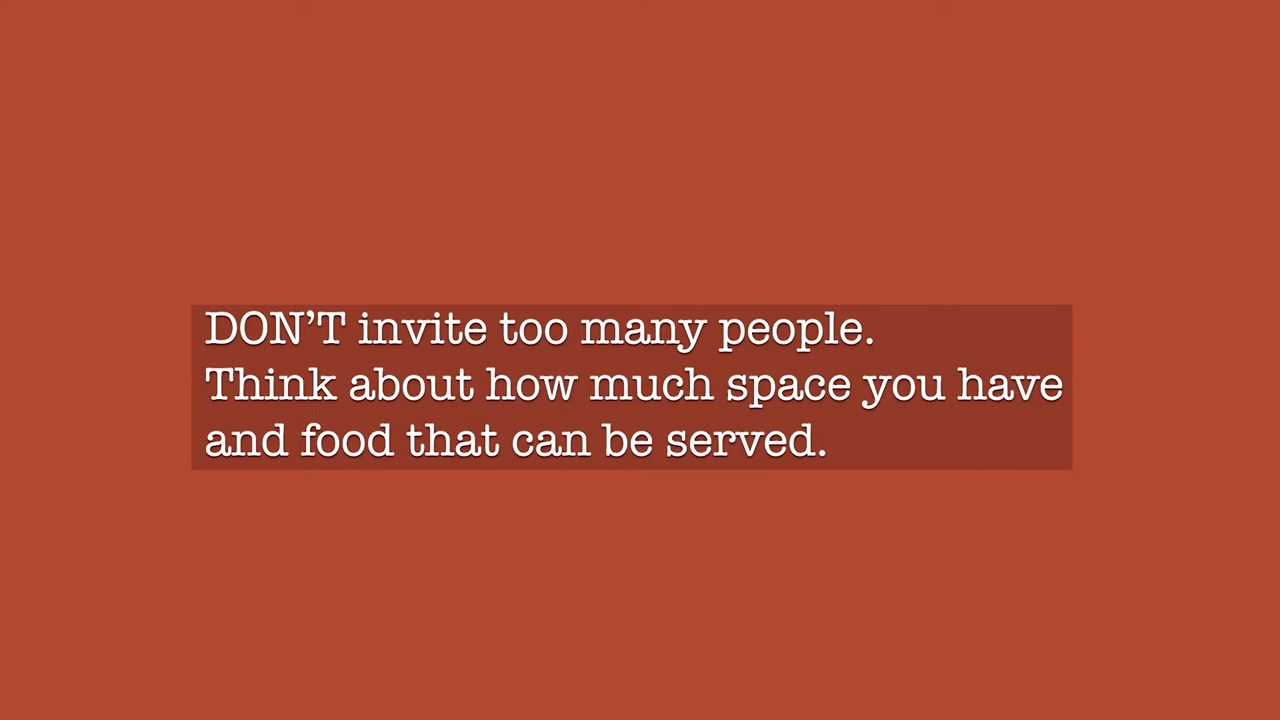 DON’T invite too many people.
Think about how much space you have
and food that can be served.